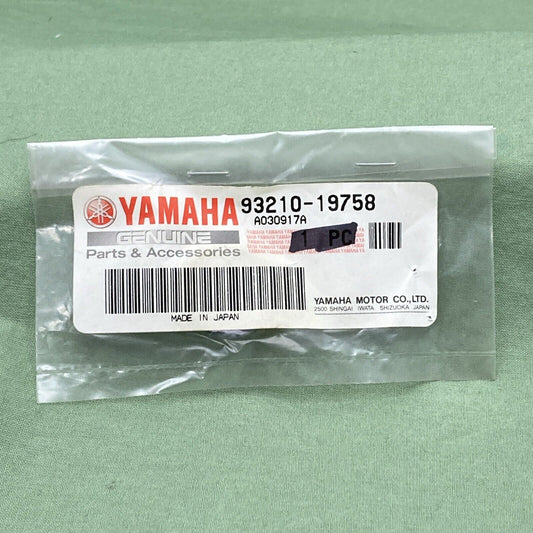 YAMAHA 93210-19758
A030917A
GENUINE
Parts & Accessories
1 PC
MADE IN JAPAN
YAMAHA MOTOR CO.,LTD.
2500 SHINGAI IWATA SHIZUOKA JAPAN